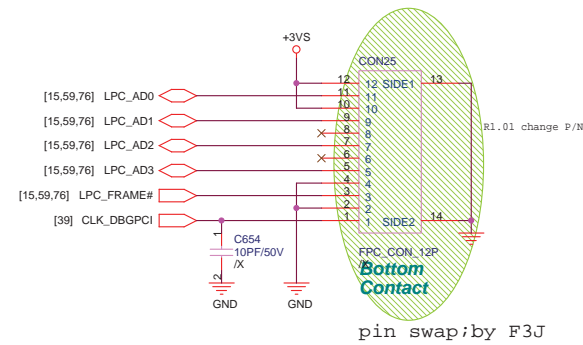 +3VS
CON25
12 12 SIDE1 13
[15,59,76] LPC_AD0 11 11
10 10
[15,59,76] LPC_AD1 9 9
8 8
R1.01 change P/N
[15,59,76] LPC_AD2 7 7
6 6
[15,59,76] LPC_AD3 5 5
4 4
[15,59,76] LPC_FRAME# 3 3
2 2
[39] CLK_DBGPCI 1 1 SIDE2 14
1
C654
10PF/50V
/X
2
FPC_CON_12P
/X
Bottom
Contact
GND
GND
pin swap;by F3J